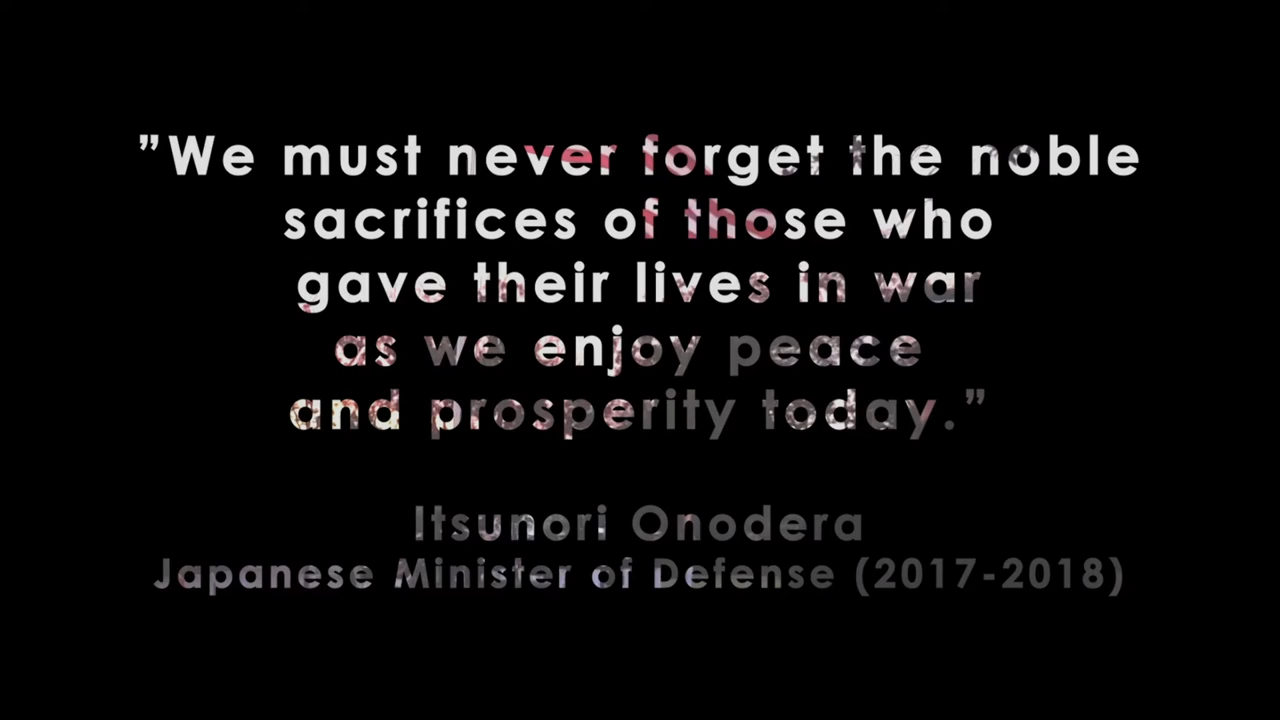 ”We must never forget the noble
sacrifices of those who
gave their lives in war
as we enjoy peace
and prosperity today.”
Itsunori Onodera
Japanese Minister of Defense (2017-2018)